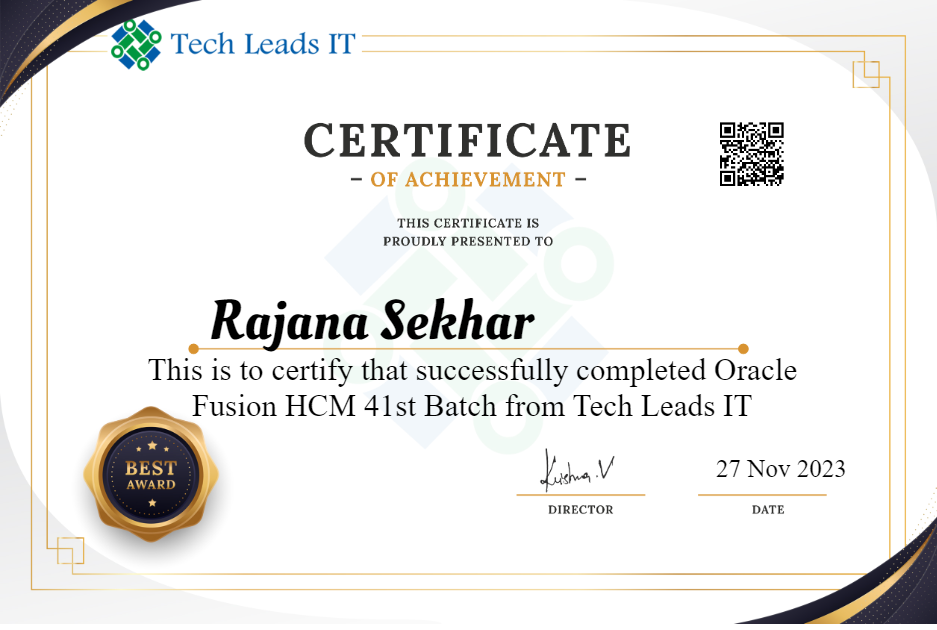 Tech Leads IT
CERTIFICATE
- OF ACHIEVEMENT -
THIS CERTIFICATE IS
PROUDLY PRESENTED TO
Rajana Sekhar
This is to certify that successfully completed Oracle
Fusion HCM 41st Batch from Tech Leads IT
BEST
AWARD
Krishna.V
27 Nov 2023
DIRECTOR
DATE